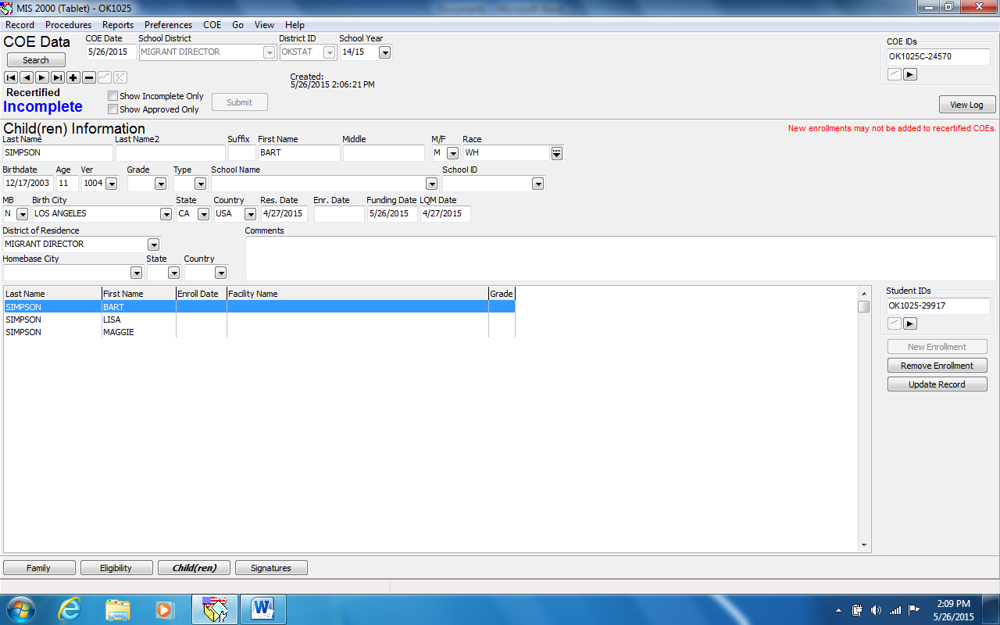 MIS 2000 (Tablet) - OK1025
Record Procedures Reports Preferences COE Go View Help
COE Data COE Date School District District ID School Year
Search 5/26/2015 MIGRANT DIRECTOR OKSTAT 14/15
COE IDs
OK1025C-24570
Created:
5/26/2015 2:06:21 PM
Recertified
Incomplete
Show Incomplete Only
Show Approved Only
Submit
View Log
Child(ren) Information
New enrollments may not be added to recertified COEs.
Last Name Last Name2 Suffix First Name Middle M/F Race
SIMPSON BART M WH
Birthdate Age Ver Grade Type School Name School ID
12/17/2003 11 1004
MB Birth City State Country Res. Date Enr. Date Funding Date LQM Date
N LOS ANGELES CA USA 4/27/2015 5/26/2015 4/27/2015
District of Residence Comments
MIGRANT DIRECTOR
Homebase City State Country
Last Name First Name Enroll Date Facility Name Grade
SIMPSON BART
SIMPSON LISA
SIMPSON MAGGIE
Student IDs
OK1025-29917
New Enrollment
Remove Enrollment
Update Record
Family Eligibility Child(ren) Signatures
2:09 PM
5/26/2015